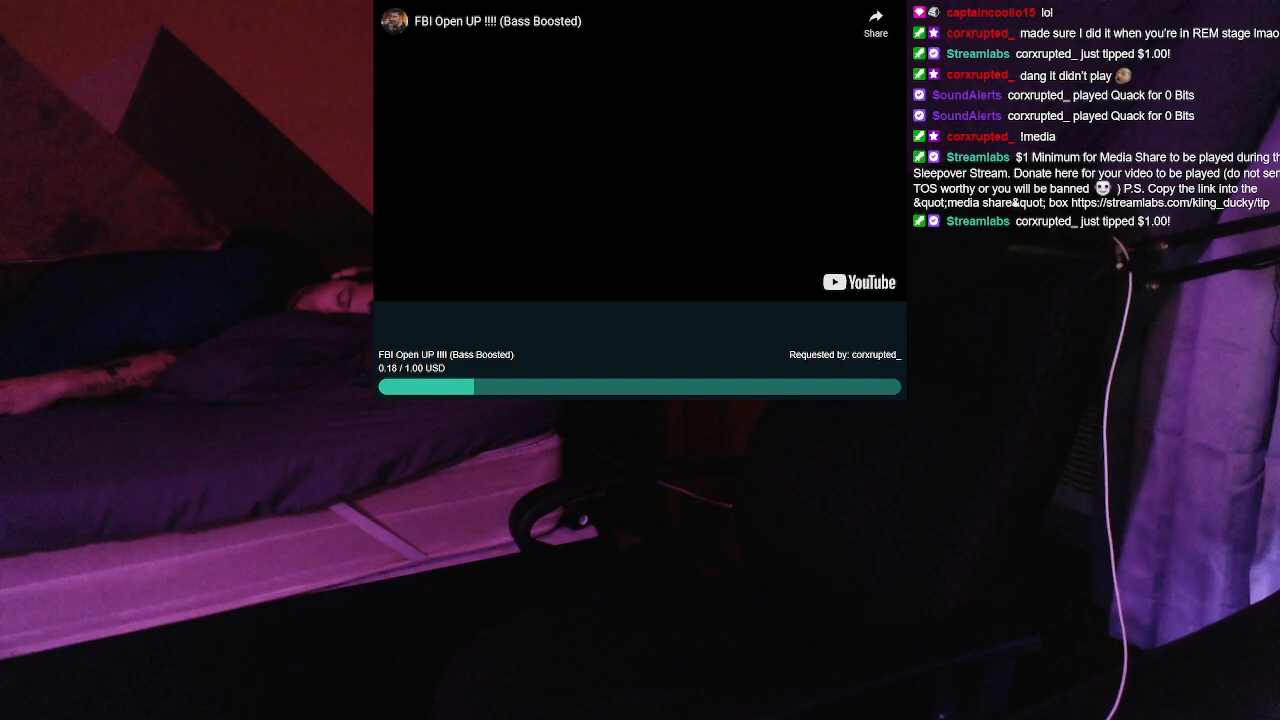 FBI Open UP !!!! (Bass Boosted)
Share
YouTube
FBI Open UP !!!! (Bass Boosted)
Requested by: corxrupted_
0.18 / 1.00 USD
captaincoollo15 lol
corxrupted_ made sure I did it when you're in REM stage lmao
Streamlabs corxrupted_ just tipped $1.00!
corxrupted_ dang it didn't play
SoundAlerts corxrupted_ played Quack for 0 Bits
SoundAlerts corxrupted_ played Quack for 0 Bits
corxrupted_ !media
Streamlabs $1 Minimum for Media Share to be played during th
Sleepover Stream. Donate here for your video to be played (do not sen
TOS worthy or you will be banned ) P.S. Copy the link into the
&quot;media share&quot; box https://streamlabs.com/kiing_ducky/tip
Streamlabs corxrupted_ just tipped $1.00!